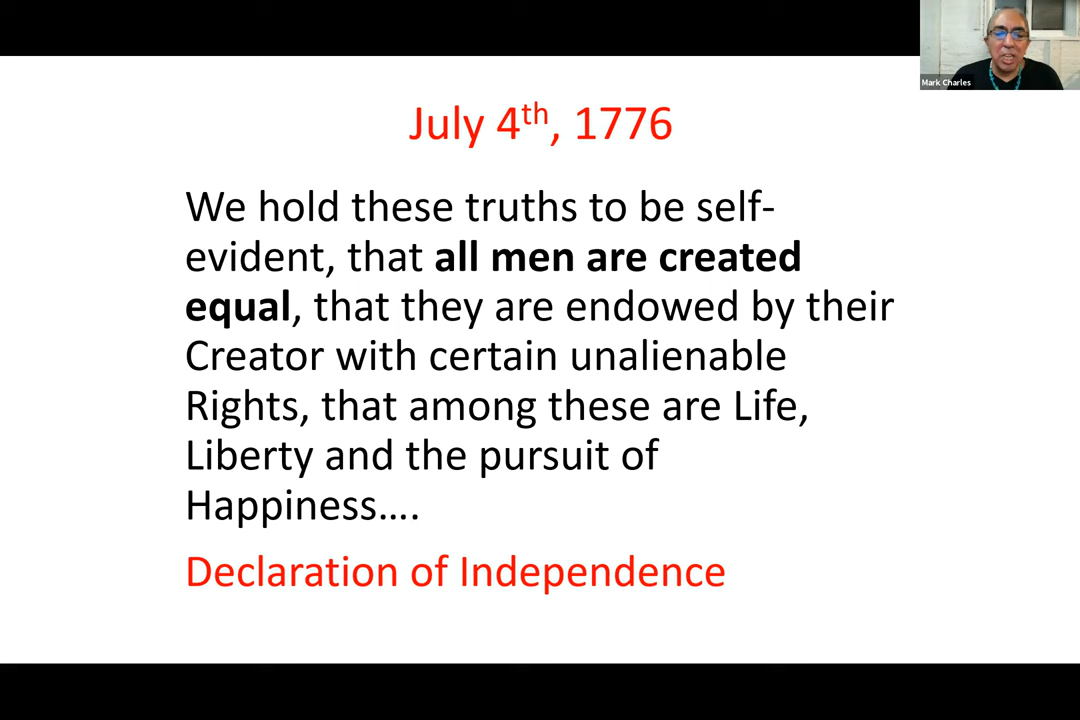 Mark Charles
July 4th, 1776
We hold these truths to be self-
evident, that all men are created
equal, that they are endowed by their
Creator with certain unalienable
Rights, that among these are Life,
Liberty and the pursuit of
Happiness....
Declaration of Independence